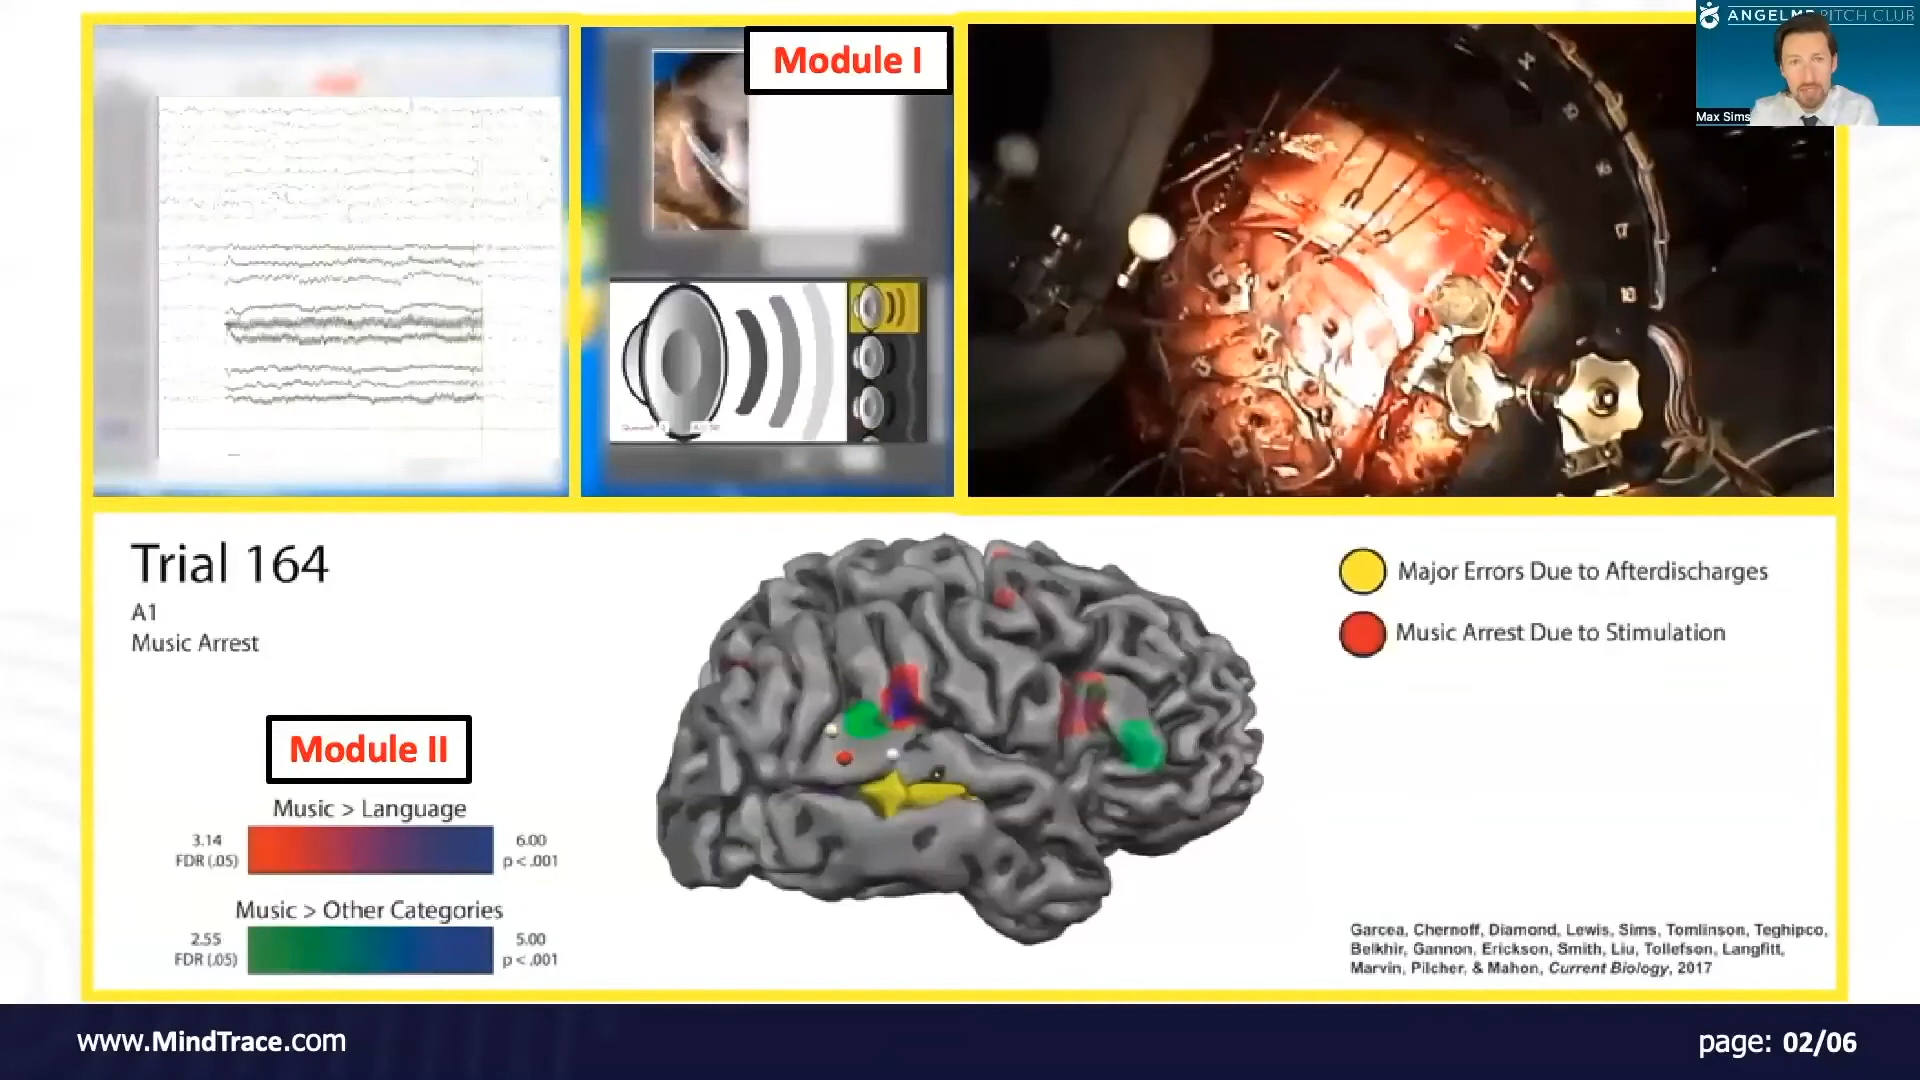 Module I
ANGELMD PITCH CLUB
Max Sims
Trial 164
A1
Music Arrest
Major Errors Due to Afterdischarges
Music Arrest Due to Stimulation
Module II
Music > Language
3.14
FDR (.05)
6.00
p < .001
Music > Other Categories
2.55
FDR (.05)
5.00
p < .001
Garcea, Chernoff, Diamond, Lewis, Sims, Tomlinson, Teghipco,
Belkhir, Gannon, Erickson, Smith, Liu, Tollefson, Langfitt,
Marvin, Pilcher, & Mahon, Current Biology, 2017
www.MindTrace.com
page: 02/06